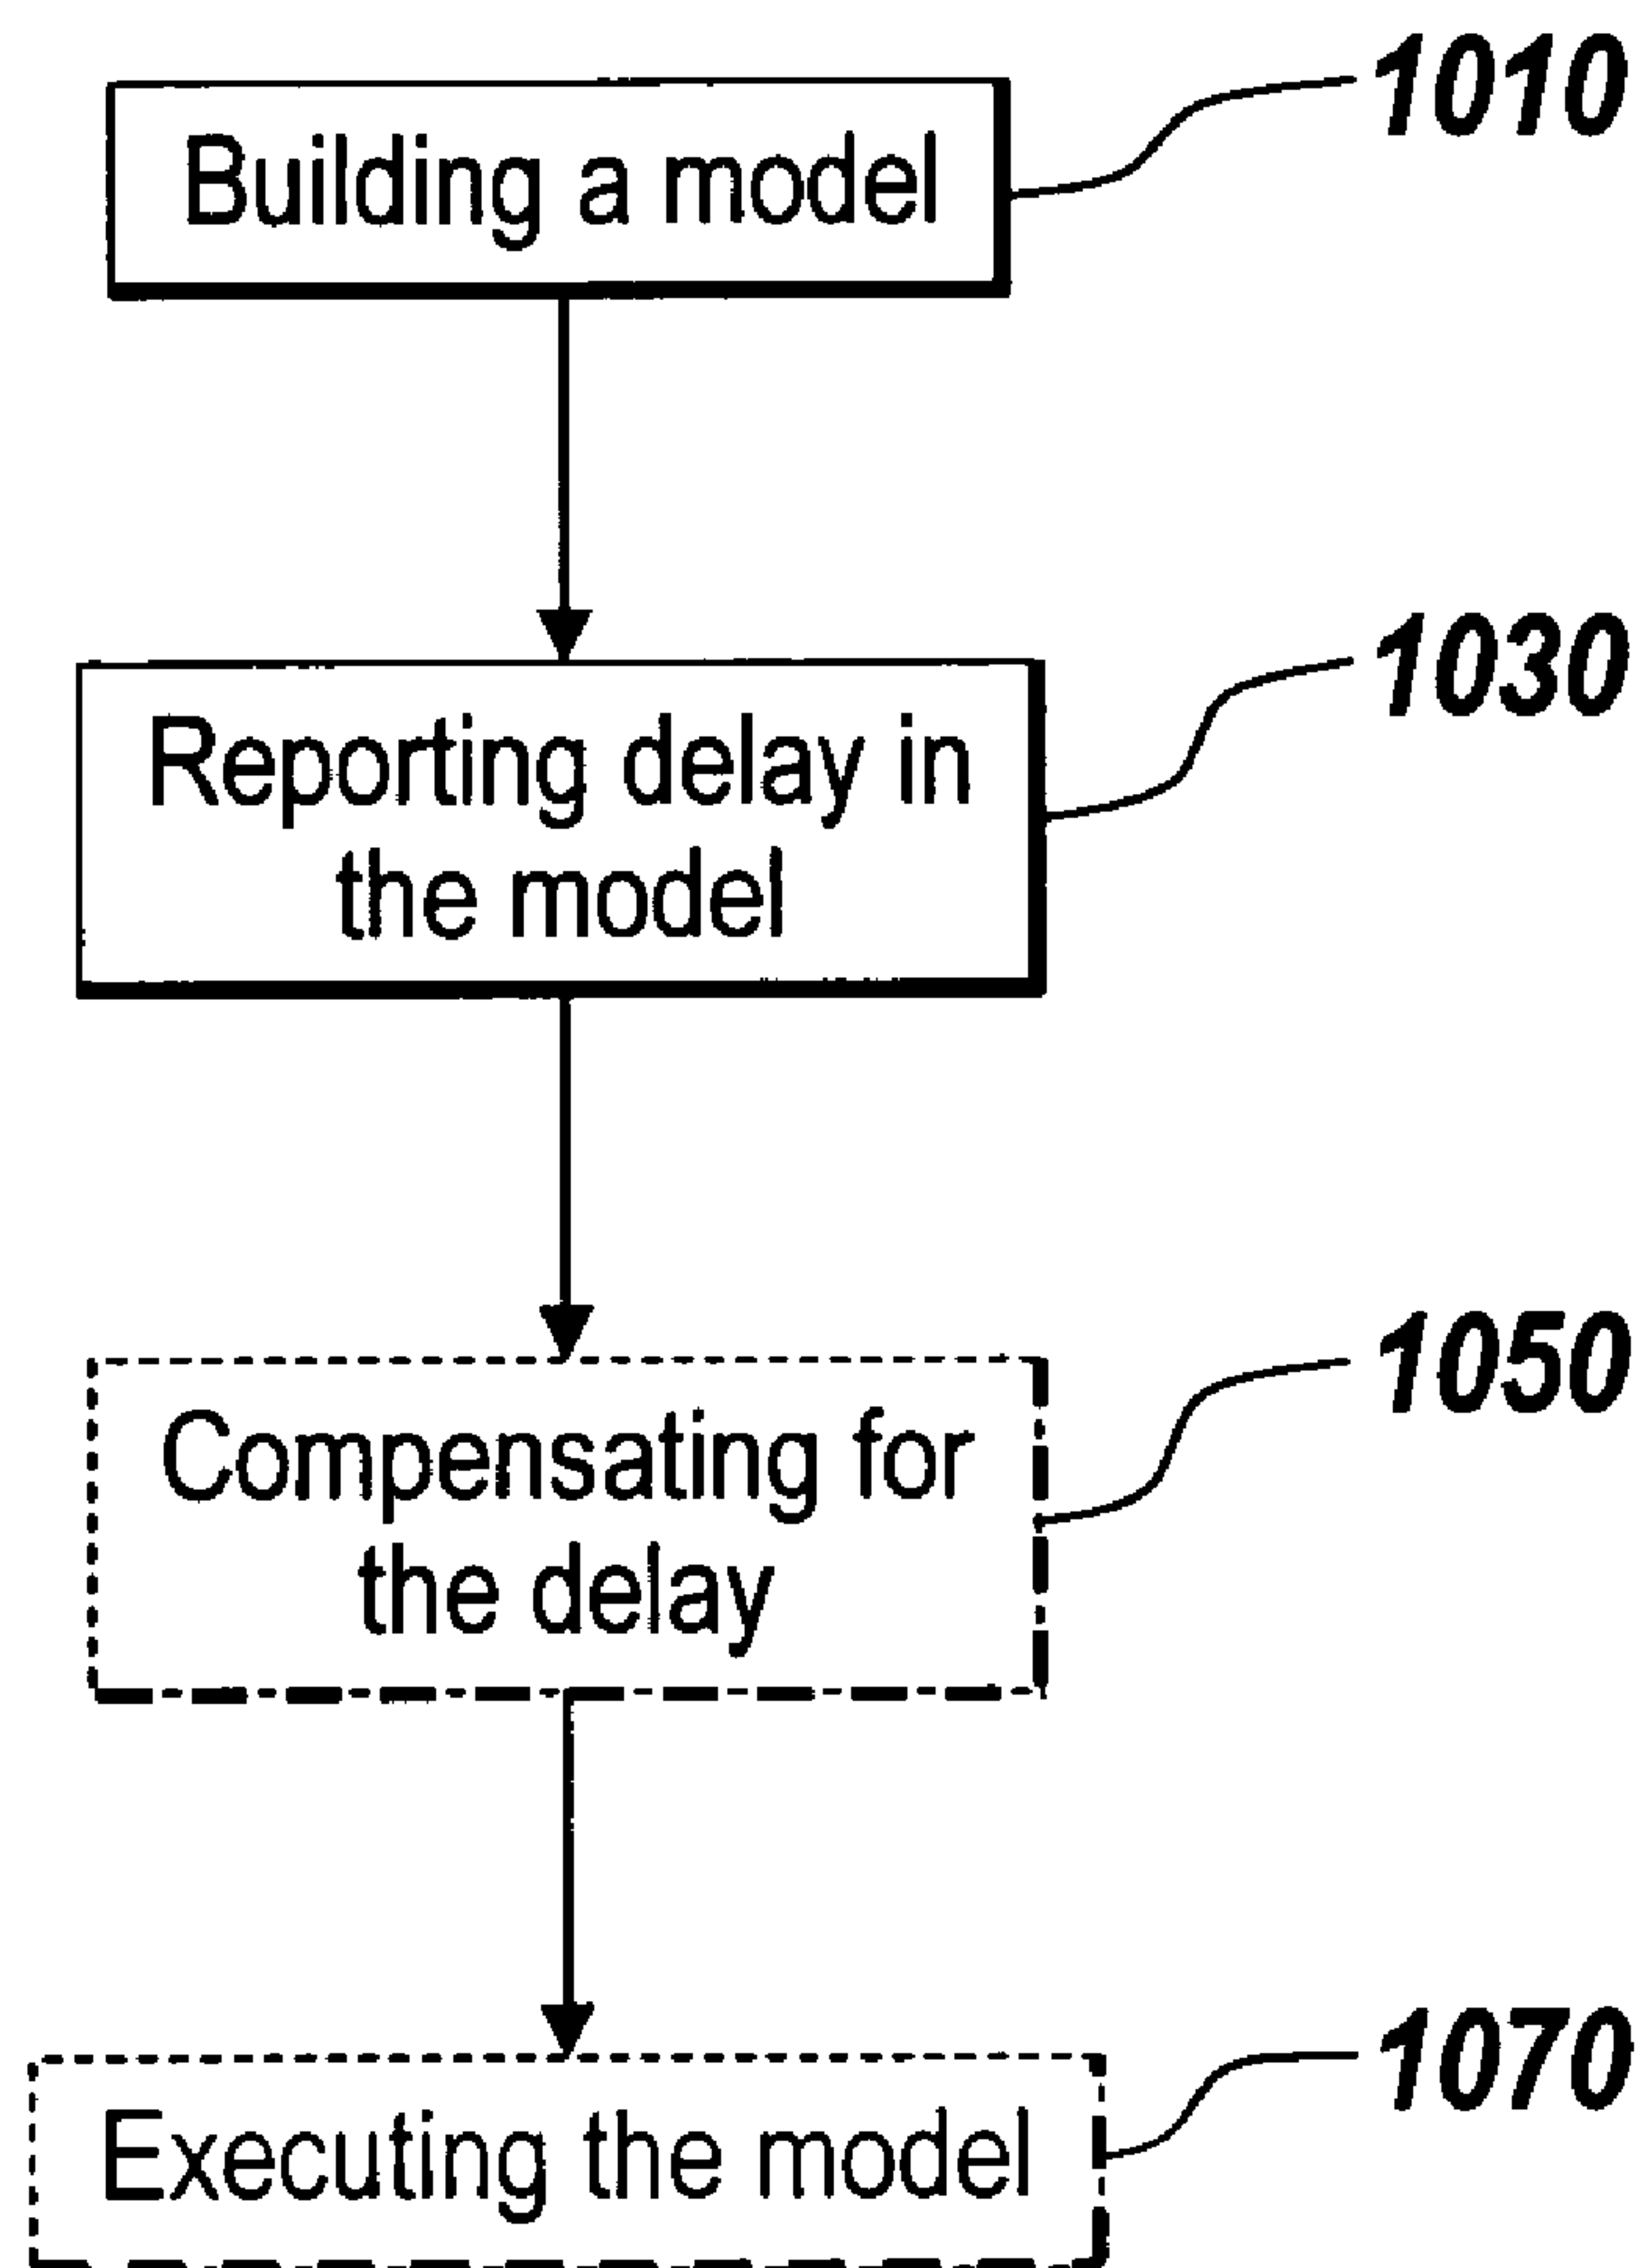 Building a model
1010
Reporting delay in
the model
1030
Compensating for
the delay
1050
Executing the model
1070